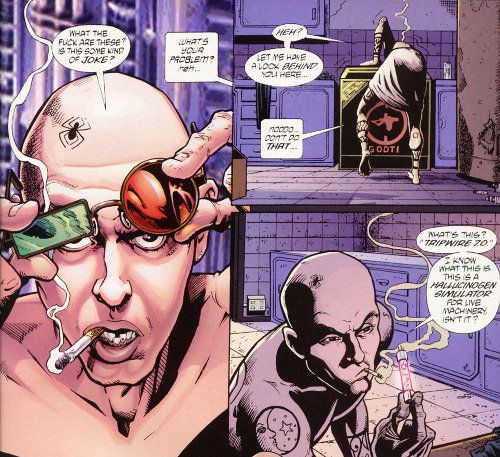 WHAT THE
FUCK ARE THESE?
IS THIS SOME KIND
OF JOKE?
WHAT'S
YOUR
PROBLEM?
HEH...
HEH?
LET ME HAVE
A LOOK BEHIND
YOU HERE...
NOOOO...
DON'T DO
THAT...
GODTI
WHAT'S THIS?
"TRIPWIRE 7.0."
I KNOW
WHAT THIS IS.
THIS IS A
HALLUCINOGEN
SIMULATOR
FOR LIVE
MACHINERY,
ISN'T IT?